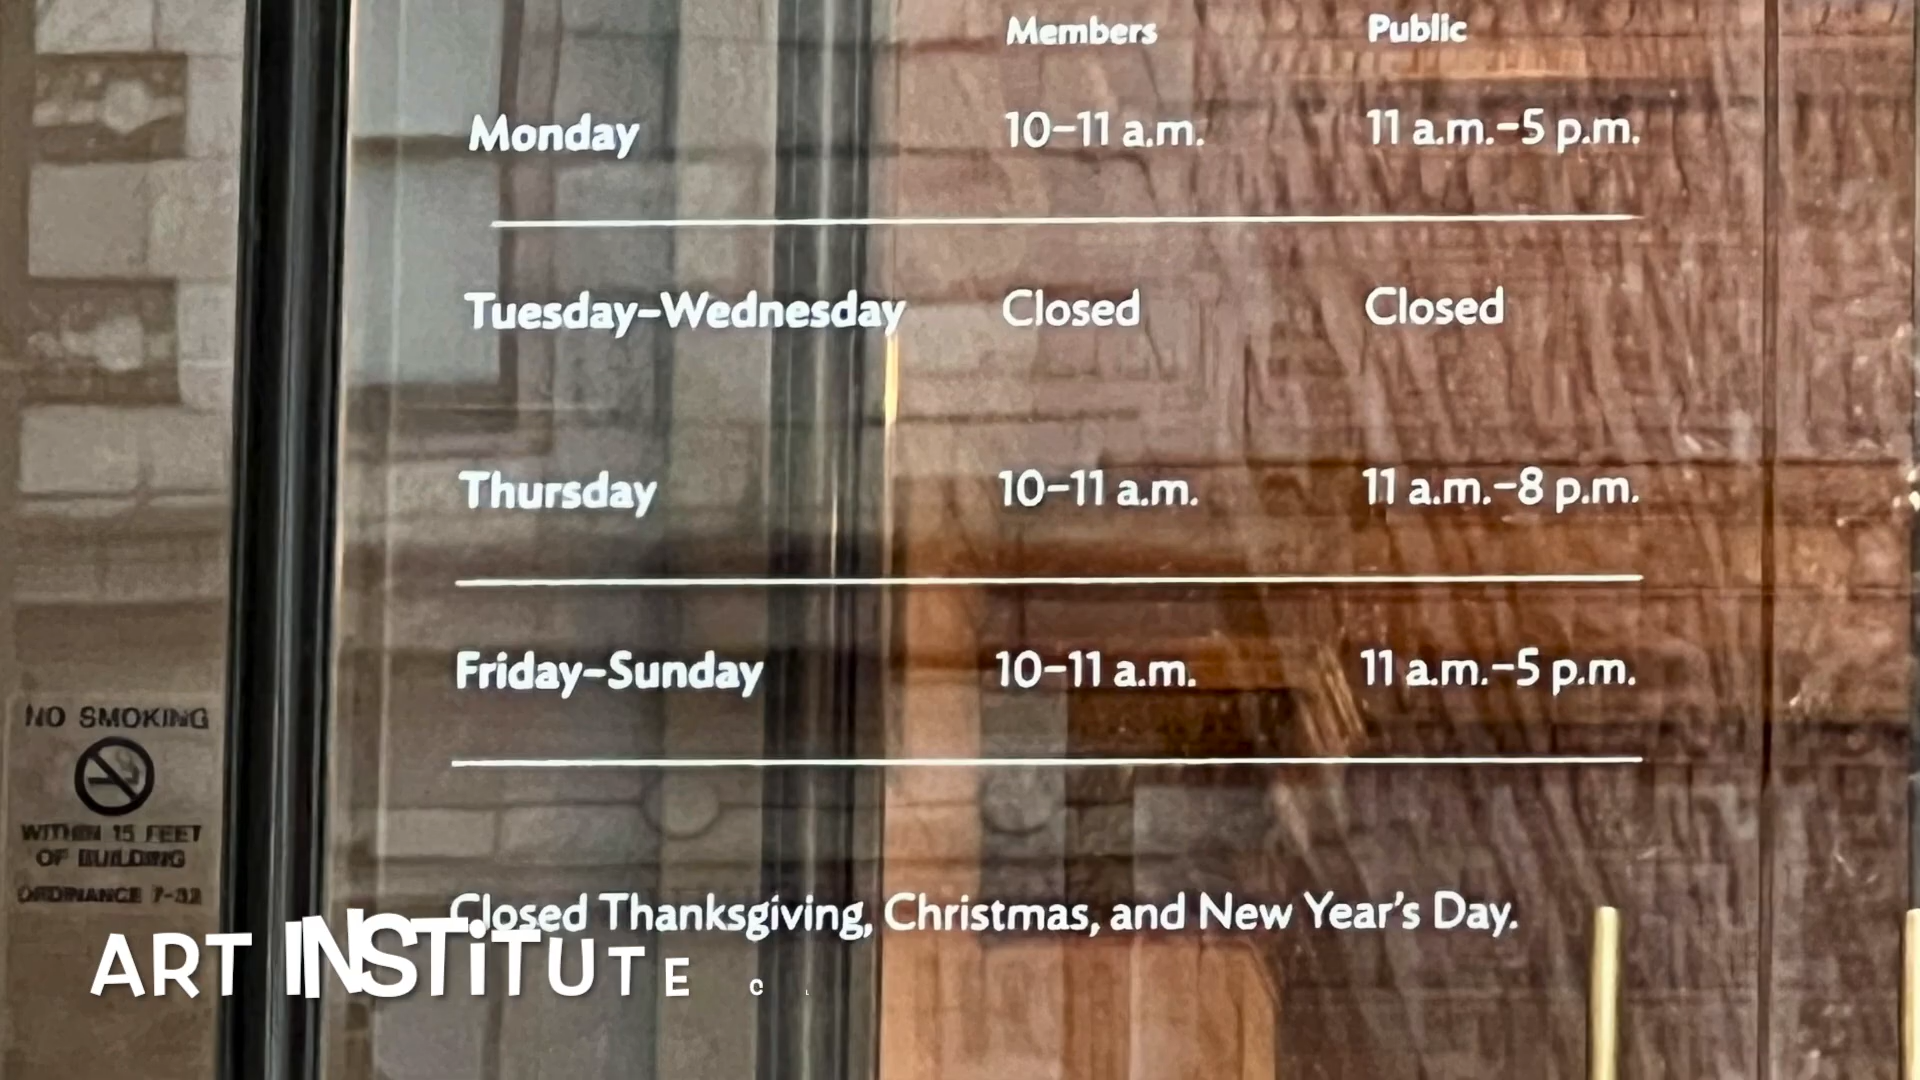 Members Public
Monday 10–11 a.m. 11 a.m.–5 p.m.
Tuesday–Wednesday Closed Closed
Thursday 10–11 a.m. 11 a.m.–8 p.m.
Friday–Sunday 10–11 a.m. 11 a.m.–5 p.m.
Closed Thanksgiving, Christmas, and New Year's Day.
NO SMOKING
WITHIN 15 FEET
OF BUILDING
ORDINANCE 7-32
ART INSTiTUTE C